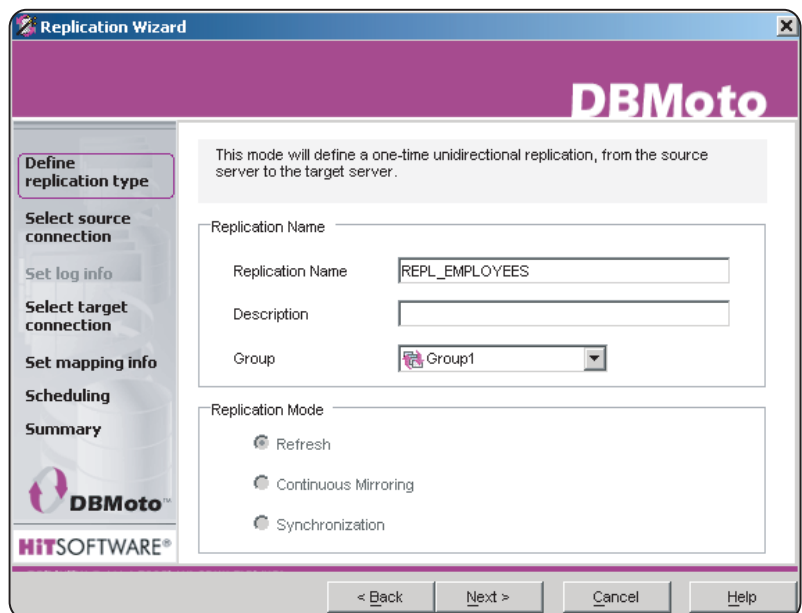 Replication Wizard
DBMoto
Define
replication type
Select source
connection
Set log info
Select target
connection
Set mapping info
Scheduling
Summary
DBMoto™
HiTSOFTWARE®
This mode will define a one-time unidirectional replication, from the source
server to the target server.
Replication Name
Replication Name REPL_EMPLOYEES
Description
Group Group1
Replication Mode
Refresh
Continuous Mirroring
Synchronization
< Back Next > Cancel Help